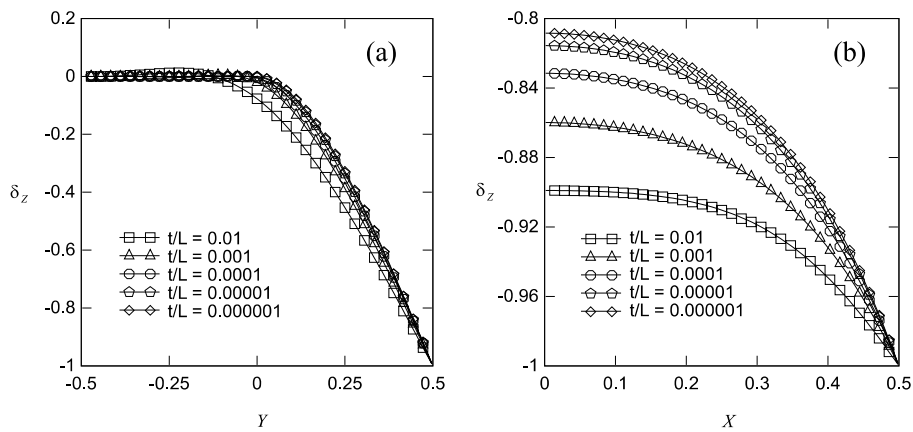 (a)
0.2
0
-0.2
-0.4
-0.6
-0.8
-1
δZ
t/L = 0.01
t/L = 0.001
t/L = 0.0001
t/L = 0.00001
t/L = 0.000001
-0.5 -0.25 0 0.25 0.5
Y
(b)
-0.8
-0.84
-0.88
-0.92
-0.96
-1
δZ
t/L = 0.01
t/L = 0.001
t/L = 0.0001
t/L = 0.00001
t/L = 0.000001
0 0.1 0.2 0.3 0.4 0.5
X